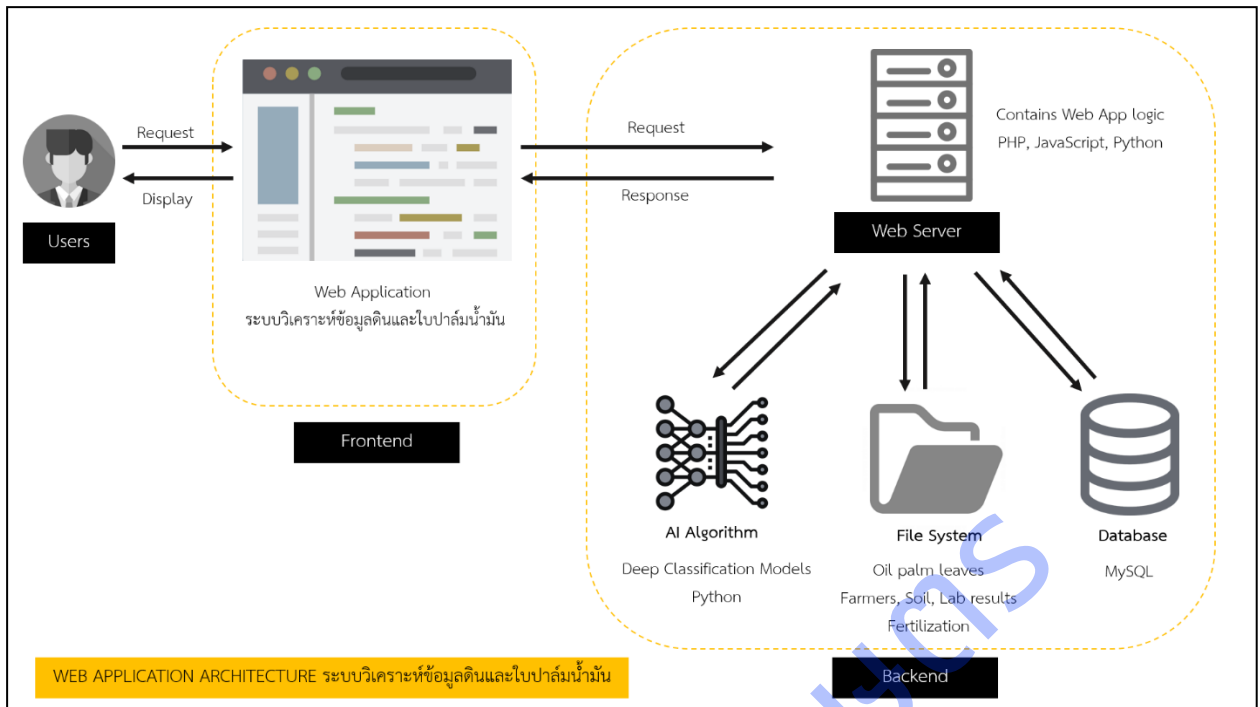 Request
Display
Users
Web Application
ระบบวิเคราะห์ข้อมูลดินและใบปาล์มน้ำมัน
Frontend
Request
Response
Contains Web App logic
PHP, JavaScript, Python
Web Server
AI Algorithm
Deep Classification Models
Python
File System
Oil palm leaves
Farmers, Soil, Lab results
Fertilization
Database
MySQL
Backend
WEB APPLICATION ARCHITECTURE ระบบวิเคราะห์ข้อมูลดินและใบปาล์มน้ำมัน